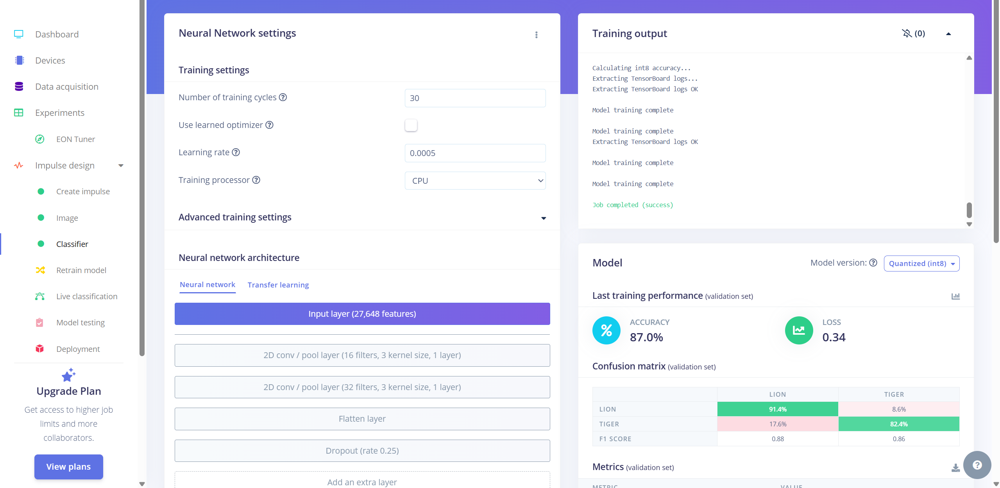 Dashboard
Devices
Data acquisition
Experiments
EON Tuner
Impulse design
Create impulse
Image
Classifier
Retrain model
Live classification
Model testing
Deployment
Upgrade Plan
Get access to higher job
limits and more
collaborators.
View plans
Neural Network settings
Training settings
Number of training cycles
30
Use learned optimizer
Learning rate
0.0005
Training processor
CPU
Advanced training settings
Neural network architecture
Neural network Transfer learning
Input layer (27,648 features)
2D conv / pool layer (16 filters, 3 kernel size, 1 layer)
2D conv / pool layer (32 filters, 3 kernel size, 1 layer)
Flatten layer
Dropout (rate 0.25)
Add an extra layer
Training output
(0)
Calculating int8 accuracy...
Extracting TensorBoard logs...
Extracting TensorBoard logs OK
Model training complete
Model training complete
Extracting TensorBoard logs OK
Model training complete
Model training complete
Job completed (success)
Model
Model version: Quantized (int8)
Last training performance (validation set)
% ACCURACY
87.0%
LOSS
0.34
Confusion matrix (validation set)
LION TIGER
LION 91.4% 8.6%
TIGER 17.6% 82.4%
F1 SCORE 0.88 0.86
Metrics (validation set)
METRIC VALUE